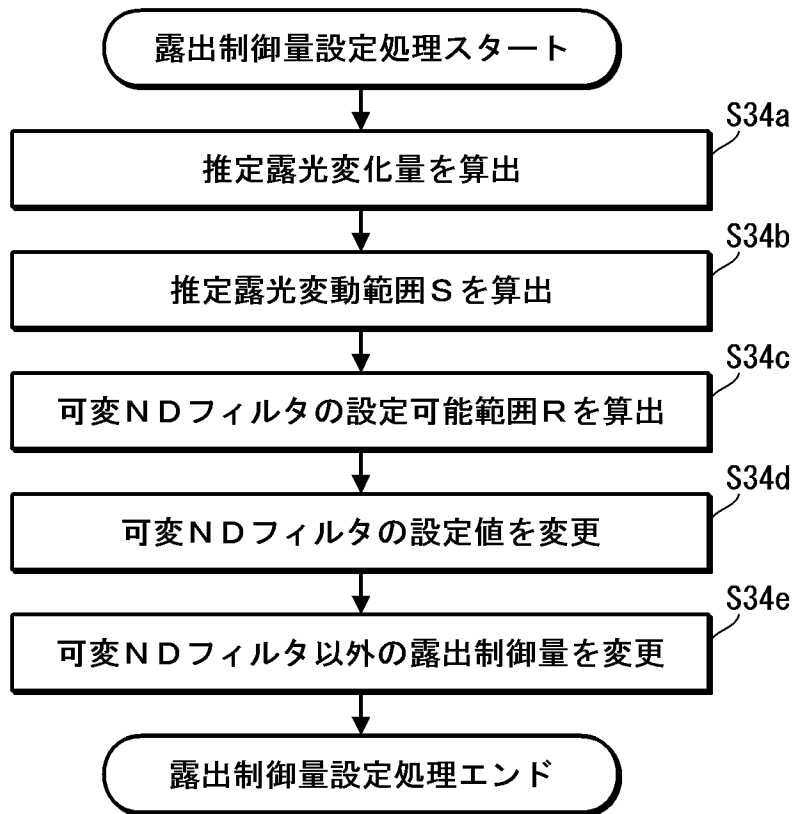 露出制御量設定処理スタート
S34a
推定露光変化量を算出
S34b
推定露光変動範囲Ｓを算出
S34c
可変ＮＤフィルタの設定可能範囲Ｒを算出
S34d
可変ＮＤフィルタの設定値を変更
S34e
可変ＮＤフィルタ以外の露出制御量を変更
露出制御量設定処理エンド